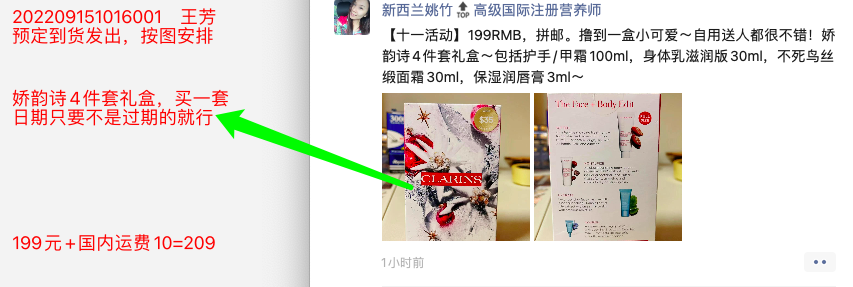 202209151016001 王芳
预定到货发出，按图安排
娇韵诗4件套礼盒，买一套
日期只要不是过期的就行
199元+国内运费10=209
新西兰姚竹TOP高级国际注册营养师
【十一活动】199RMB，拼邮。撸到一盒小可爱～自用送人都很不错！娇
韵诗4件套礼盒～包括护手/甲霜100ml，身体乳滋润版30ml，不死鸟丝
缎面霜30ml，保湿润唇膏3ml～
$36
CLARINS
The Face + Body Edit
1小时前